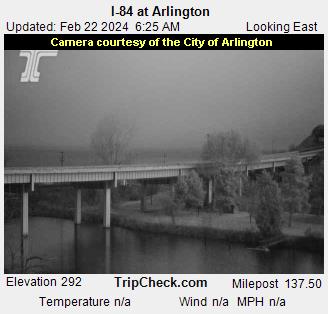 I-84 at Arlington
Updated: Feb 22 2024 6:25 AM Looking East
Camera courtesy of the City of Arlington
Elevation 292 TripCheck.com Milepost 137.50
Temperature n/a Wind n/a MPH n/a